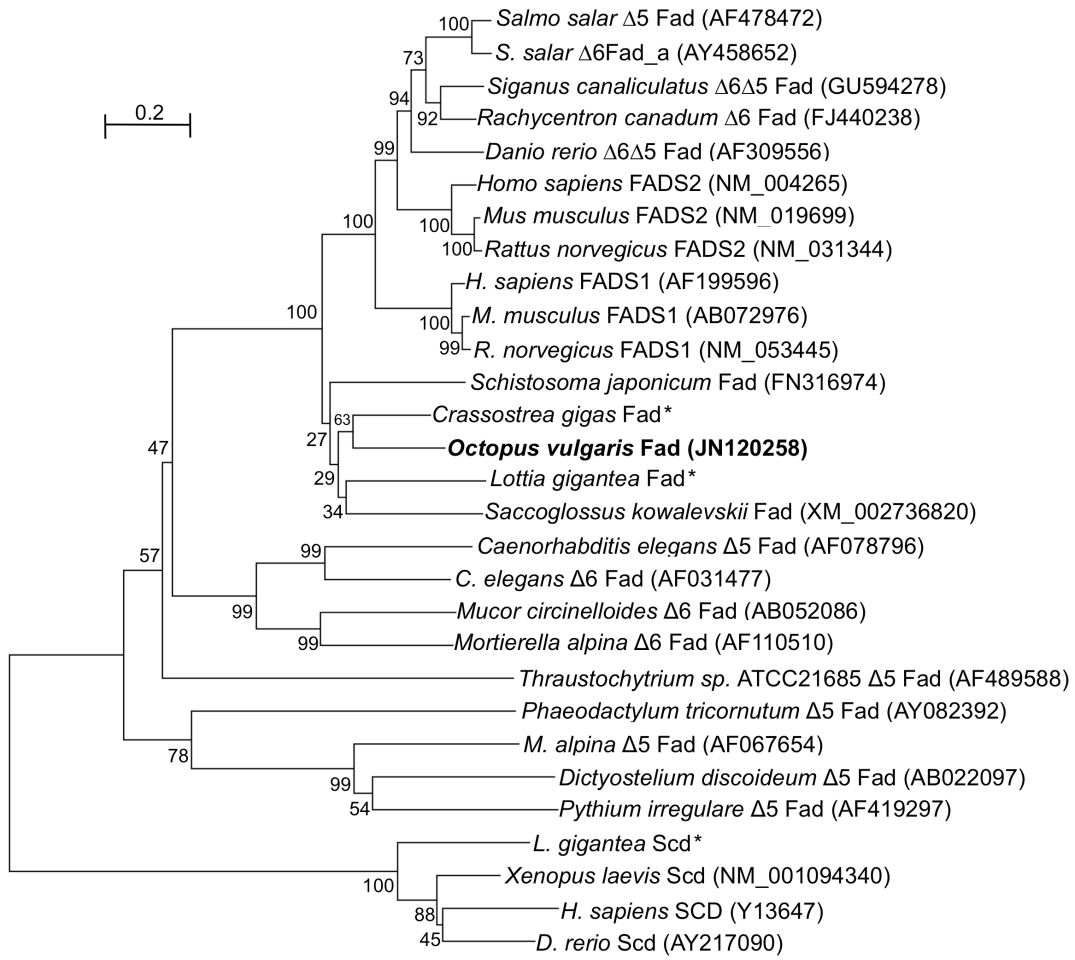 Salmo salar Δ5 Fad (AF478472)
100
S. salar Δ6Fad_a (AY458652)
73
Siganus canaliculatus Δ6Δ5 Fad (GU594278)
94
92
Rachycentron canadum Δ6 Fad (FJ440238)
0.2
99
Danio rerio Δ6Δ5 Fad (AF309556)
Homo sapiens FADS2 (NM_004265)
100
Mus musculus FADS2 (NM_019699)
100
100
Rattus norvegicus FADS2 (NM_031344)
H. sapiens FADS1 (AF199596)
100
M. musculus FADS1 (AB072976)
100
99
R. norvegicus FADS1 (NM_053445)
Schistosoma japonicum Fad (FN316974)
63
Crassostrea gigas Fad*
27
Octopus vulgaris Fad (JN120258)
47
29
Lottia gigantea Fad*
34
Saccoglossus kowalevskii Fad (XM_002736820)
57
99
Caenorhabditis elegans Δ5 Fad (AF078796)
C. elegans Δ6 Fad (AF031477)
99
Mucor circinelloides Δ6 Fad (AB052086)
99
Mortierella alpina Δ6 Fad (AF110510)
Thraustochytrium sp. ATCC21685 Δ5 Fad (AF489588)
Phaeodactylum tricornutum Δ5 Fad (AY082392)
78
M. alpina Δ5 Fad (AF067654)
99
Dictyostelium discoideum Δ5 Fad (AB022097)
54
Pythium irregulare Δ5 Fad (AF419297)
L. gigantea Scd*
100
Xenopus laevis Scd (NM_001094340)
88
H. sapiens SCD (Y13647)
45
D. rerio Scd (AY217090)